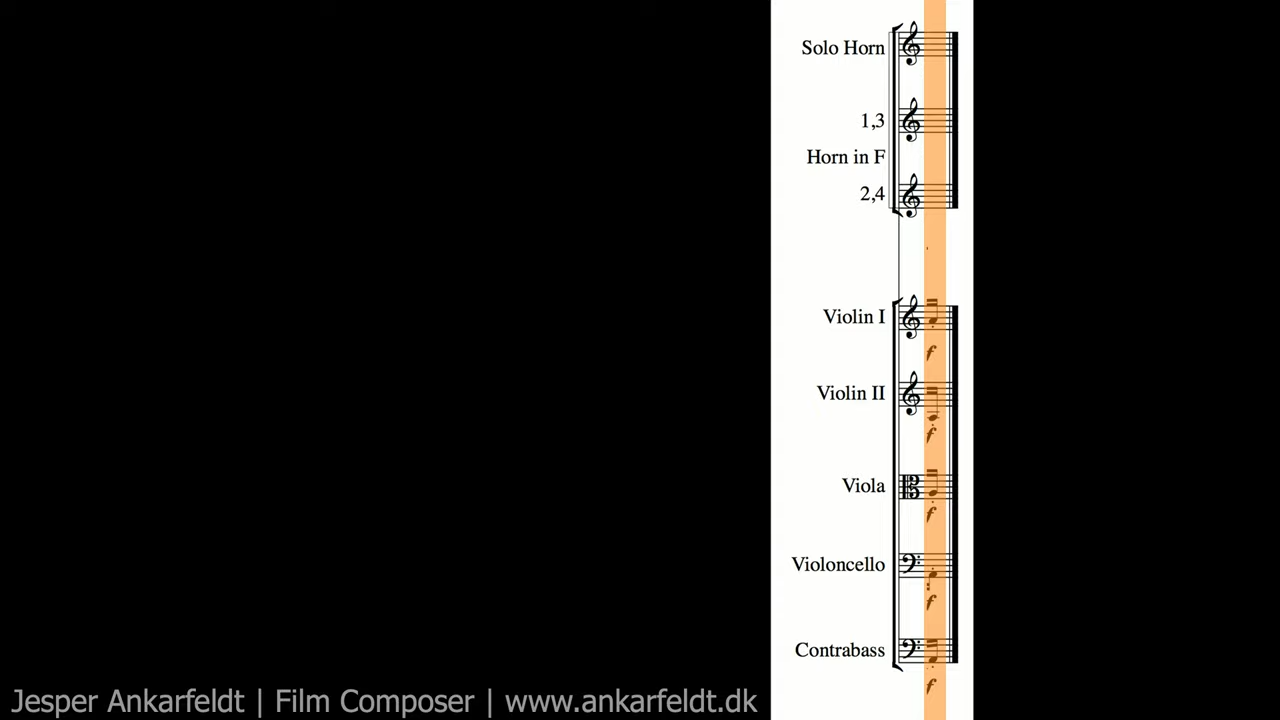 Solo Horn
1,3
Horn in F
2,4
Violin I
f
Violin II
f
Viola
f
Violoncello
f
Contrabass
f
Jesper Ankarfeldt | Film Composer | www.ankarfeldt.dk